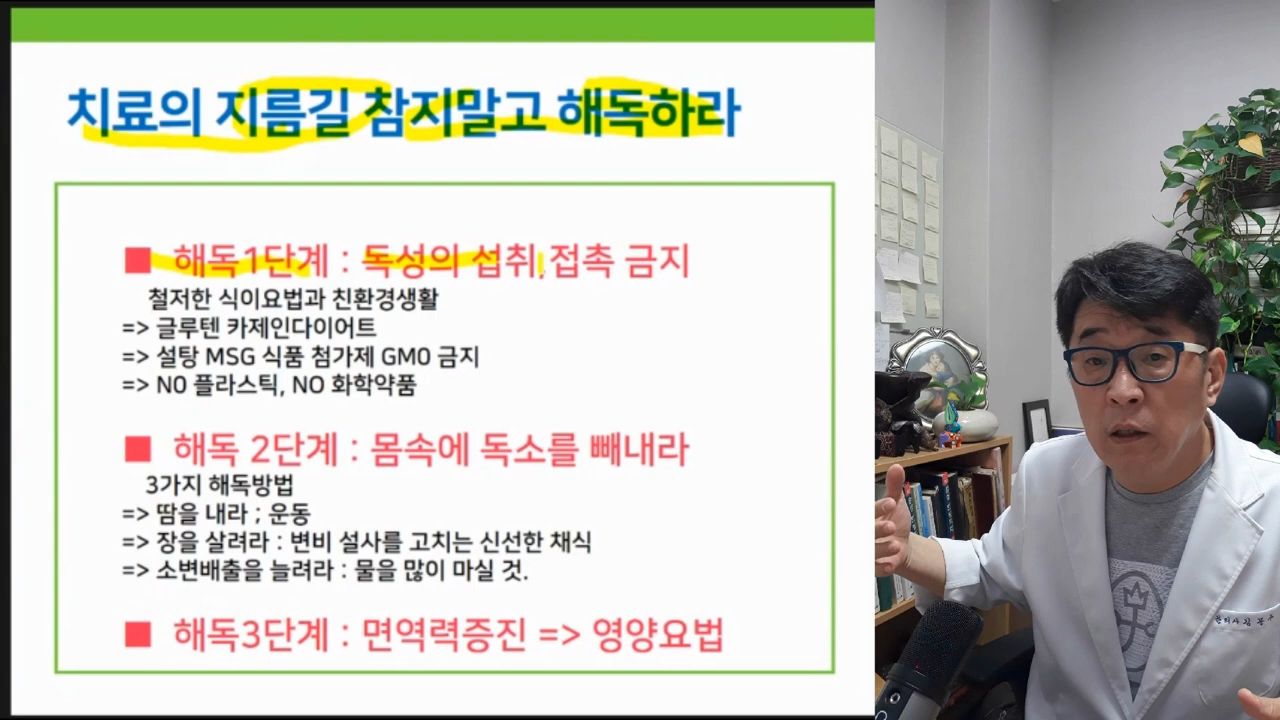 치료의 지름길 참지말고 해독하라
■ 해독1단계 : 독성의 섭취,접촉 금지
철저한 식이요법과 친환경생활
=> 글루텐 카제인다이어트
=> 설탕 MSG 식품 첨가제 GMO 금지
=> NO 플라스틱, NO 화학약품
■ 해독 2단계 : 몸속에 독소를 빼내라
3가지 해독방법
=> 땀을 내라 ; 운동
=> 장을 살려라 : 변비 설사를 고치는 신선한 채식
=> 소변배출을 늘려라 : 물을 많이 마실 것.
■ 해독3단계 : 면역력증진 => 영양요법